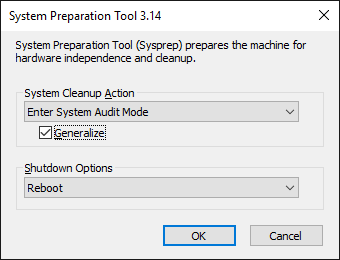 System Preparation Tool 3.14
System Preparation Tool (Sysprep) prepares the machine for
hardware independence and cleanup.
System Cleanup Action
Enter System Audit Mode
Generalize
Shutdown Options
Reboot
OK
Cancel